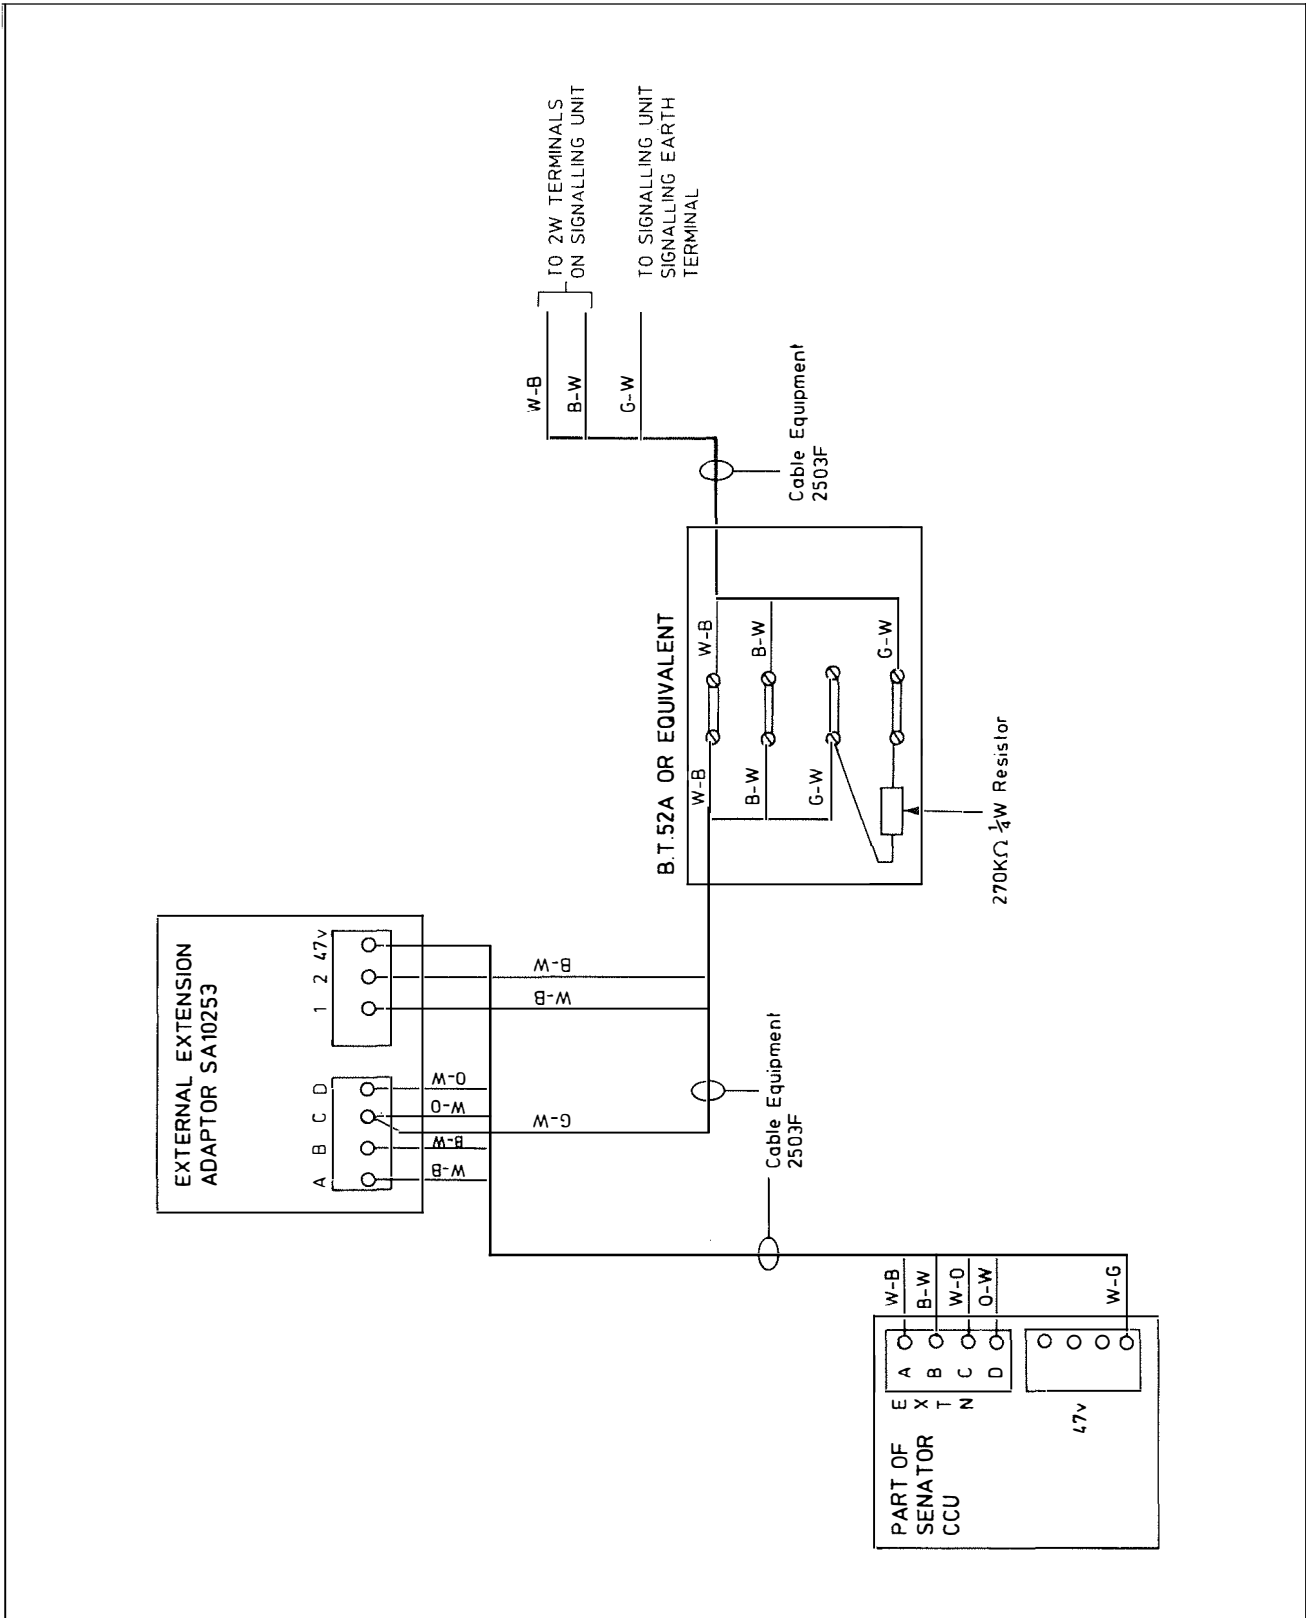 EXTERNAL EXTENSION
ADAPTOR SA10253
A B C D
1 2 47v
W-B
B-W
W-O
O-W
G-W
W-B
B-W
PART OF
SENATOR
CCU
EXTN
A
B
C
D
47v
W-B
B-W
W-O
O-W
W-G
Cable Equipment
2503F
Cable Equipment
2503F
B.T.52A OR EQUIVALENT
W-B
B-W
G-W
W-B
B-W
G-W
270KΩ ¼W Resistor
Cable Equipment
2503F
W-B
B-W
G-W
TO 2W TERMINALS
ON SIGNALLING UNIT
TO SIGNALLING UNIT
SIGNALLING EARTH
TERMINAL